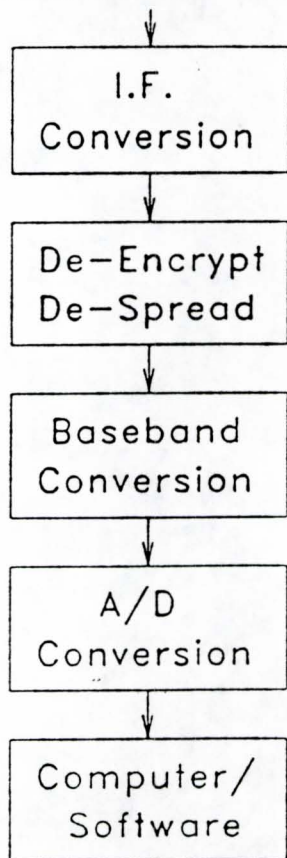 I.F.
Conversion
De-Encrypt
De-Spread
Baseband
Conversion
A/D
Conversion
Computer/
Software